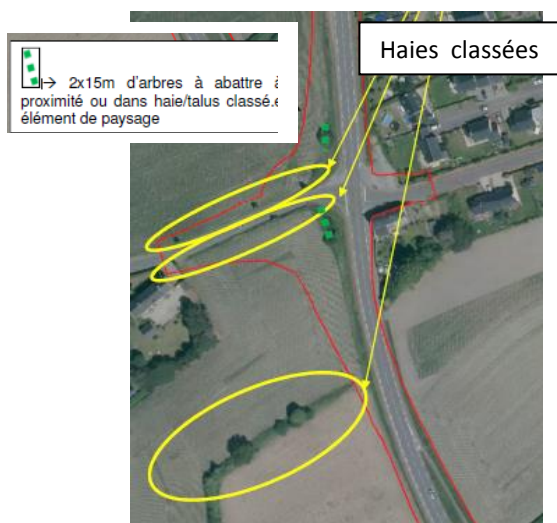 Haies classées
→ 2x15m d'arbres à abattre
proximité ou dans haie/talus classé
élément de paysage